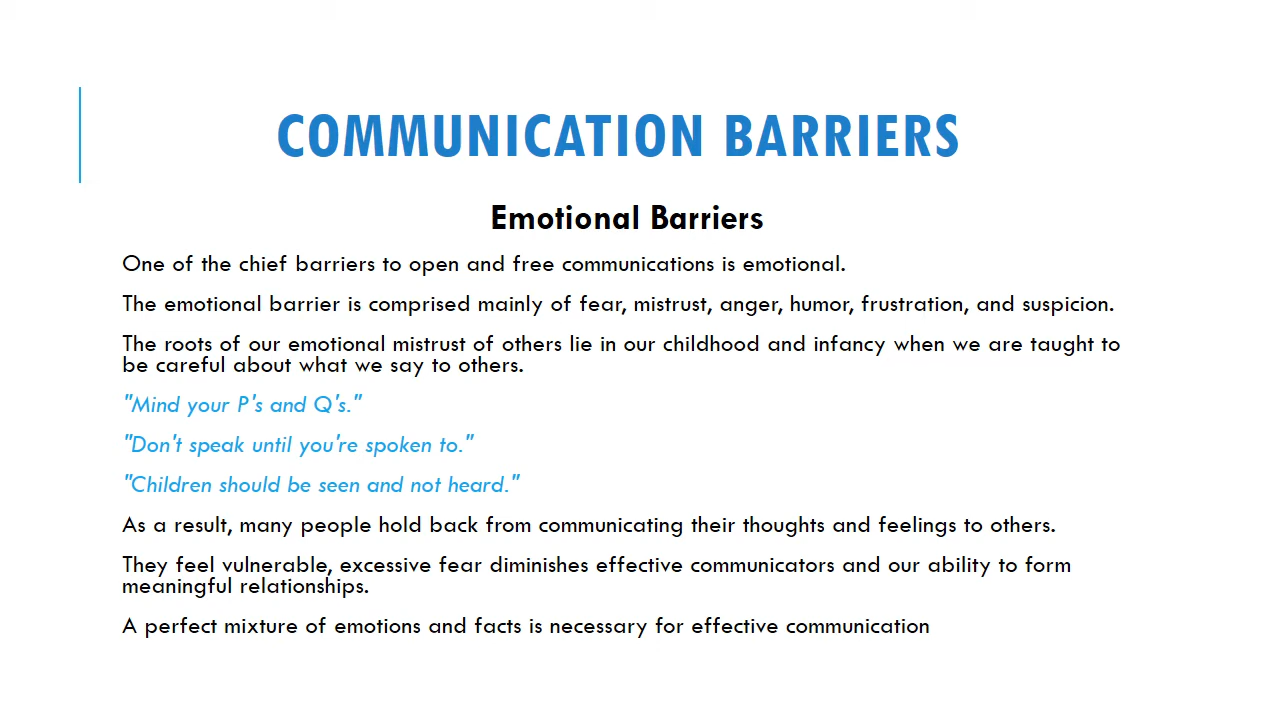 COMMUNICATION BARRIERS
Emotional Barriers
One of the chief barriers to open and free communications is emotional.
The emotional barrier is comprised mainly of fear, mistrust, anger, humor, frustration, and suspicion.
The roots of our emotional mistrust of others lie in our childhood and infancy when we are taught to
be careful about what we say to others.
"Mind your P's and Q's."
"Don't speak until you're spoken to."
"Children should be seen and not heard."
As a result, many people hold back from communicating their thoughts and feelings to others.
They feel vulnerable, excessive fear diminishes effective communicators and our ability to form
meaningful relationships.
A perfect mixture of emotions and facts is necessary for effective communication